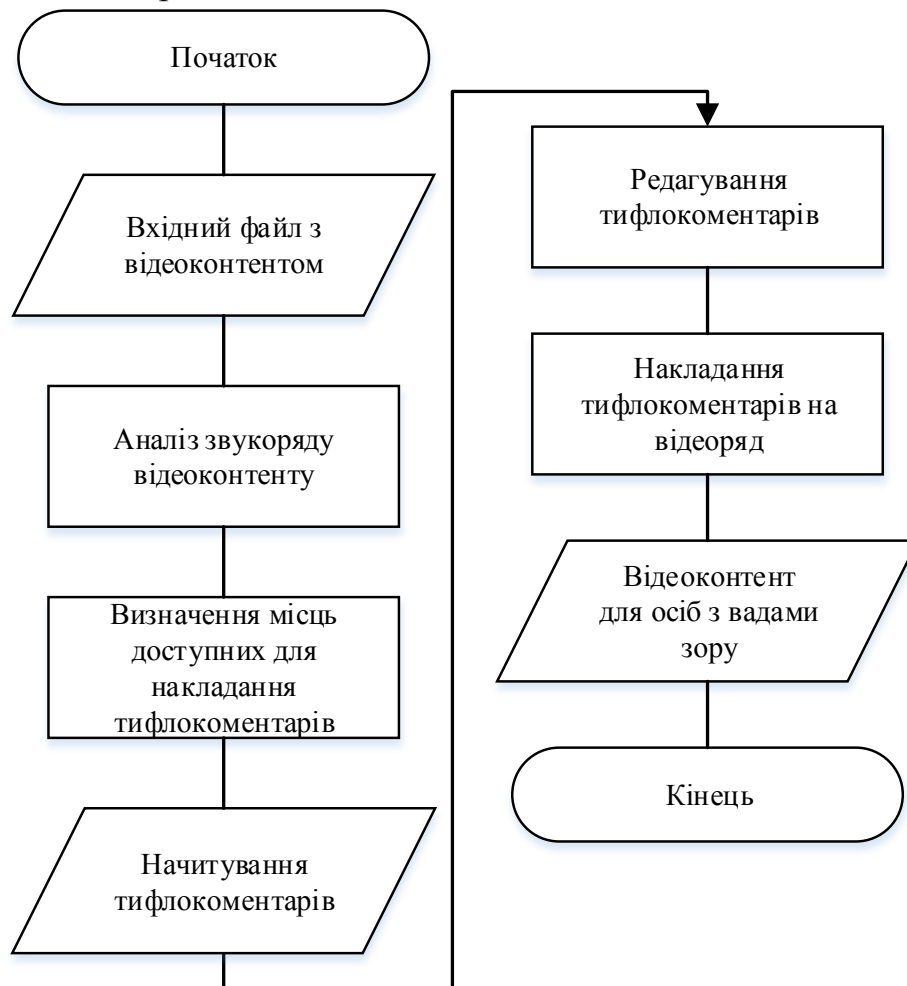 Початок
Вхідний файл з
відеоконтентом
Аналіз звукоряду
відеоконтенту
Визначення місць
доступних для
накладання
тифлокоментарів
Начитування
тифлокоментарів
Редагування
тифлокоментарів
Накладання
тифлокоментарів на
відеоряд
Відеоконтент
для осіб з вадами
зору
Кінець